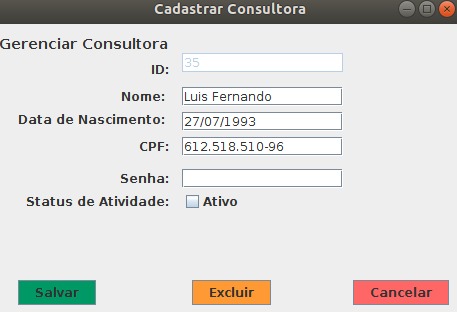 Cadastrar Consultora
Gerenciar Consultora
ID: 35
Nome: Luis Fernando
Data de Nascimento: 27/07/1993
CPF: 612.518.510-96
Senha:
Status de Atividade: Ativo
Salvar Excluir Cancelar